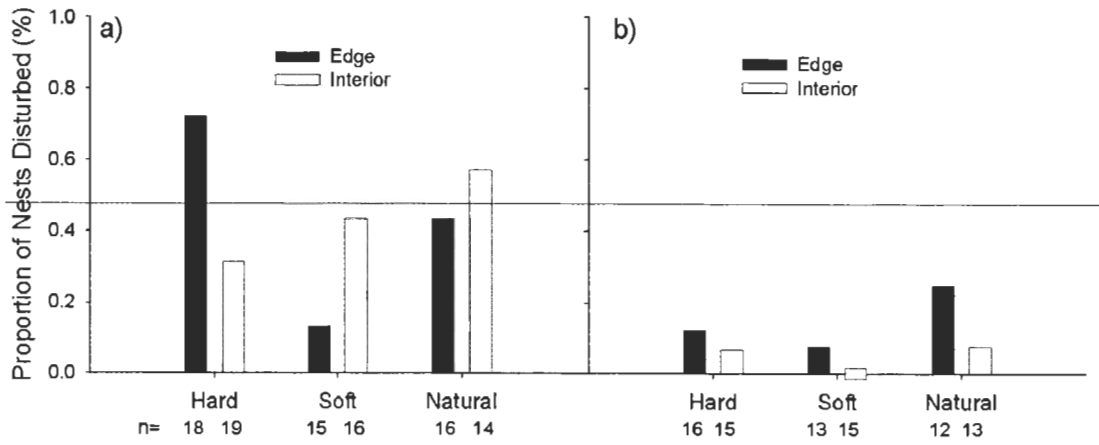 Proportion of Nests Disturbed (%)
1.0
0.8
0.6
0.4
0.2
0.0
a)
Edge
Interior
b)
Edge
Interior
Hard Soft Natural
Hard Soft Natural
n= 18 19 15 16 16 14
16 15 13 15 12 13